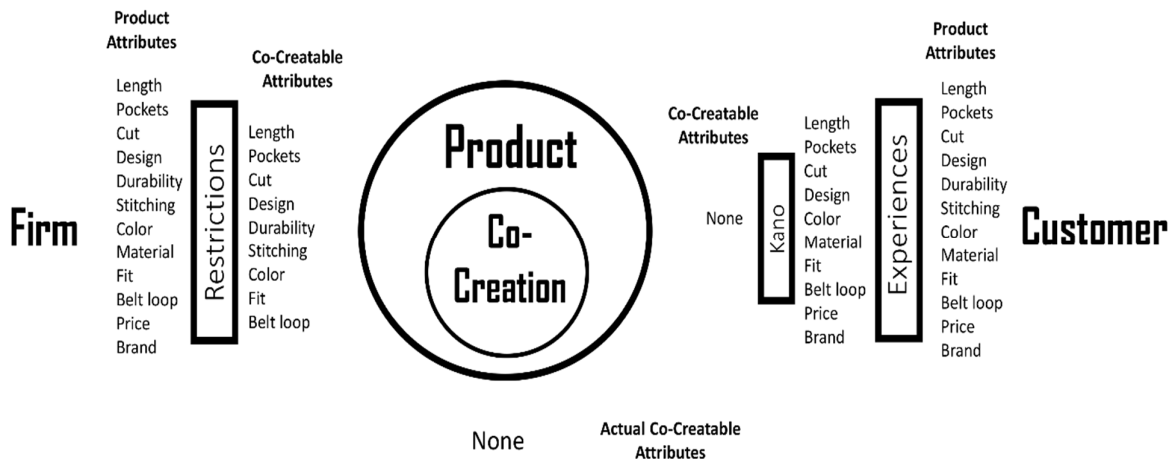 Product
Attributes
Length
Pockets
Cut
Design
Durability
Stitching
Color
Material
Fit
Belt loop
Price
Brand
Firm
Restrictions
Co-Creatable
Attributes
Length
Pockets
Cut
Design
Durability
Stitching
Color
Fit
Belt loop
Product
Co-
Creation
Co-Creatable
Attributes
None
Kano
Length
Pockets
Cut
Design
Color
Material
Fit
Belt loop
Price
Brand
Experiences
Product
Attributes
Length
Pockets
Cut
Design
Durability
Stitching
Color
Material
Fit
Belt loop
Price
Brand
Customer
None
Actual Co-Creatable
Attributes